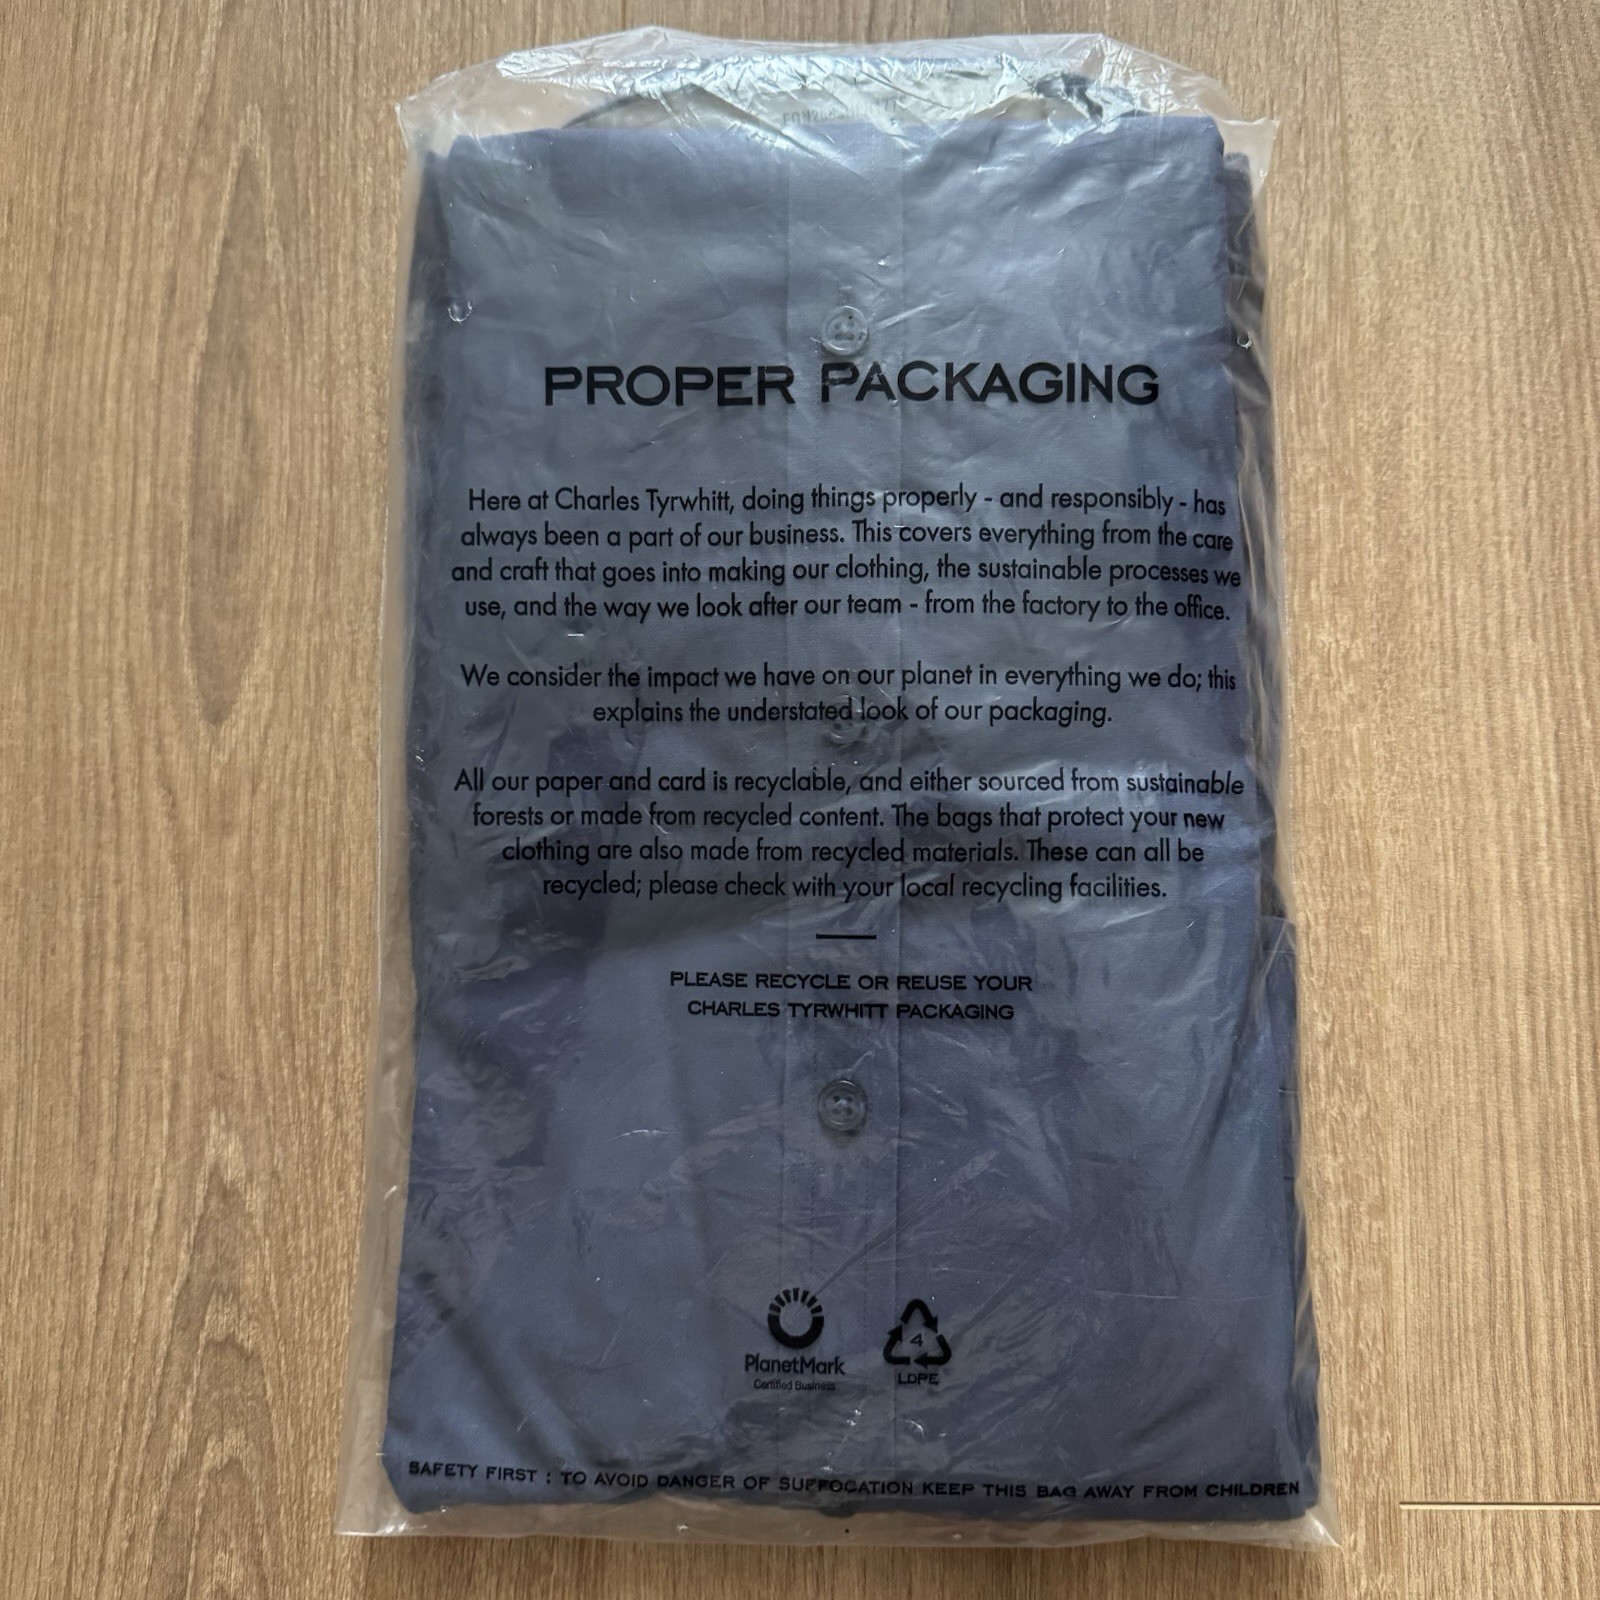 PROPER PACKAGING
Here at Charles Tyrwhitt, doing things properly - and responsibly - has
always been a part of our business. This covers everything from the care
and craft that goes into making our clothing, the sustainable processes we
use, and the way we look after our team - from the factory to the office.
We consider the impact we have on our planet in everything we do; this
explains the understated look of our packaging.
All our paper and card is recyclable, and either sourced from sustainable
forests or made from recycled content. The bags that protect your new
clothing are also made from recycled materials. These can all be
recycled; please check with your local recycling facilities.
PLEASE RECYCLE OR REUSE YOUR
CHARLES TYRWHITT PACKAGING
PlanetMark
Certified Business
4
LDPE
SAFETY FIRST : TO AVOID DANGER OF SUFFOCATION KEEP THIS BAG AWAY FROM CHILDREN